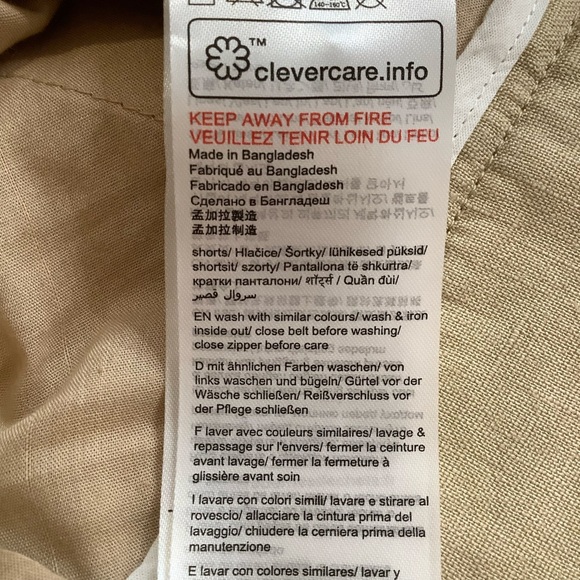 140-160°C
TM
clevercare.info
KEEP AWAY FROM FIRE
VEUILLEZ TENIR LOIN DU FEU
Made in Bangladesh
Fabriqué au Bangladesh
Fabricado en Bangladesh
Сделано в Бангладеш
孟加拉製造
孟加拉制造
shorts/ Hlačice/ Šortky/ lühikesed püksid/
shortsit/ szorty/ Pantallona të shkurtra/
кратки панталони/ शॉर्ट्स / Quần đùi/
سروال قصير
EN wash with similar colours/ wash & iron
inside out/ close belt before washing/
close zipper before care
D mit ähnlichen Farben waschen/ von
links waschen und bügeln/ Gürtel vor der
Wäsche schließen/ Reißverschluss vor
der Pflege schließen
F laver avec couleurs similaires/ lavage &
repassage sur l'envers/ fermer la ceinture
avant lavage/ fermer la fermeture à
glissière avant soin
I lavare con colori simili/ lavare e stirare al
rovescio/ allacciare la cintura prima del
lavaggio/ chiudere la cerniera prima della
manutenzione
E lavar con colores similares/ lavar y